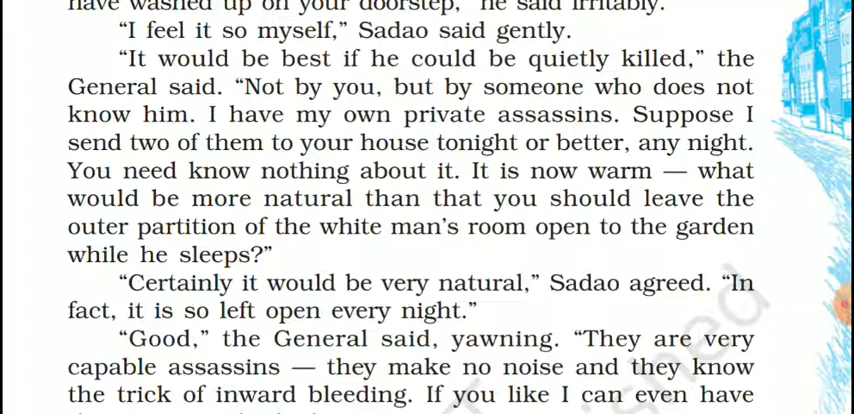 have washed up on your doorstep," he said irritably.
"I feel it so myself," Sadao said gently.
"It would be best if he could be quietly killed," the
General said. "Not by you, but by someone who does not
know him. I have my own private assassins. Suppose I
send two of them to your house tonight or better, any night.
You need know nothing about it. It is now warm — what
would be more natural than that you should leave the
outer partition of the white man's room open to the garden
while he sleeps?"
"Certainly it would be very natural," Sadao agreed. "In
fact, it is so left open every night."
"Good," the General said, yawning. "They are very
capable assassins — they make no noise and they know
the trick of inward bleeding. If you like I can even have